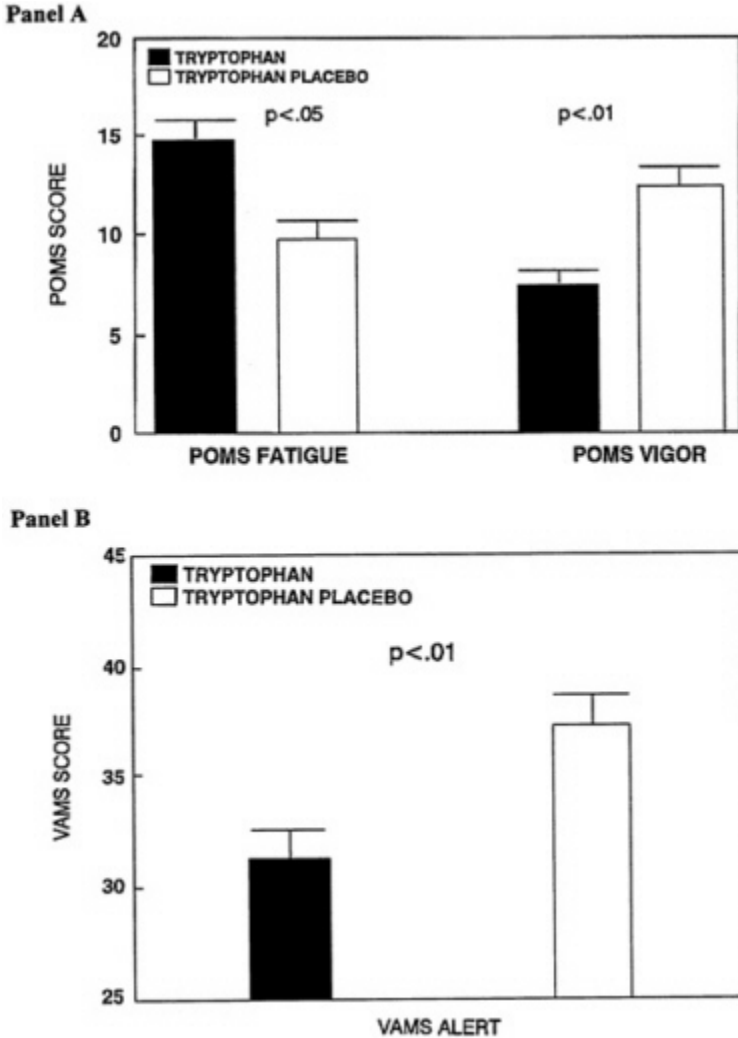 Panel A
20
TRYPTOPHAN
TRYPTOPHAN PLACEBO
p<.05 p<.01
15
POMS SCORE
10
5
0
POMS FATIGUE POMS VIGOR
Panel B
45
TRYPTOPHAN
TRYPTOPHAN PLACEBO
p<.01
40
VAMS SCORE
35
30
25
VAMS ALERT